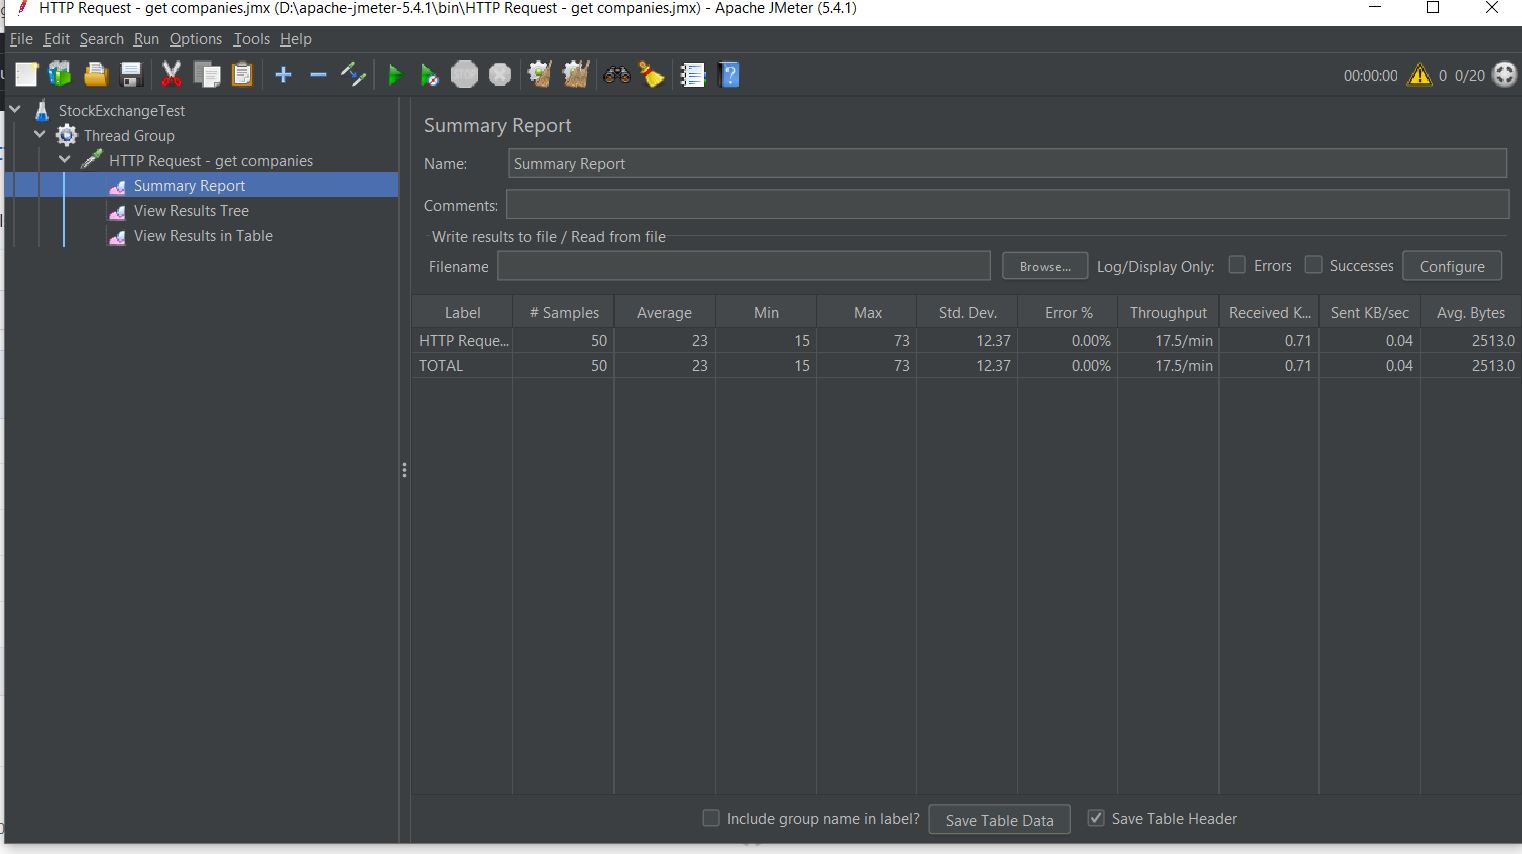 HTTP Request - get companies.jmx (D:\apache-jmeter-5.4.1\bin\HTTP Request - get companies.jmx) - Apache JMeter (5.4.1)
File Edit Search Run Options Tools Help
STOP 00:00:00 0 0/20
StockExchangeTest
Thread Group
HTTP Request - get companies
Summary Report
View Results Tree
View Results in Table
Summary Report
Name: Summary Report
Comments:
Write results to file / Read from file
Filename Browse... Log/Display Only: Errors Successes Configure
Label # Samples Average Min Max Std. Dev. Error % Throughput Received K... Sent KB/sec Avg. Bytes
HTTP Reque... 50 23 15 73 12.37 0.00% 17.5/min 0.71 0.04 2513.0
TOTAL 50 23 15 73 12.37 0.00% 17.5/min 0.71 0.04 2513.0
Include group name in label? Save Table Data Save Table Header